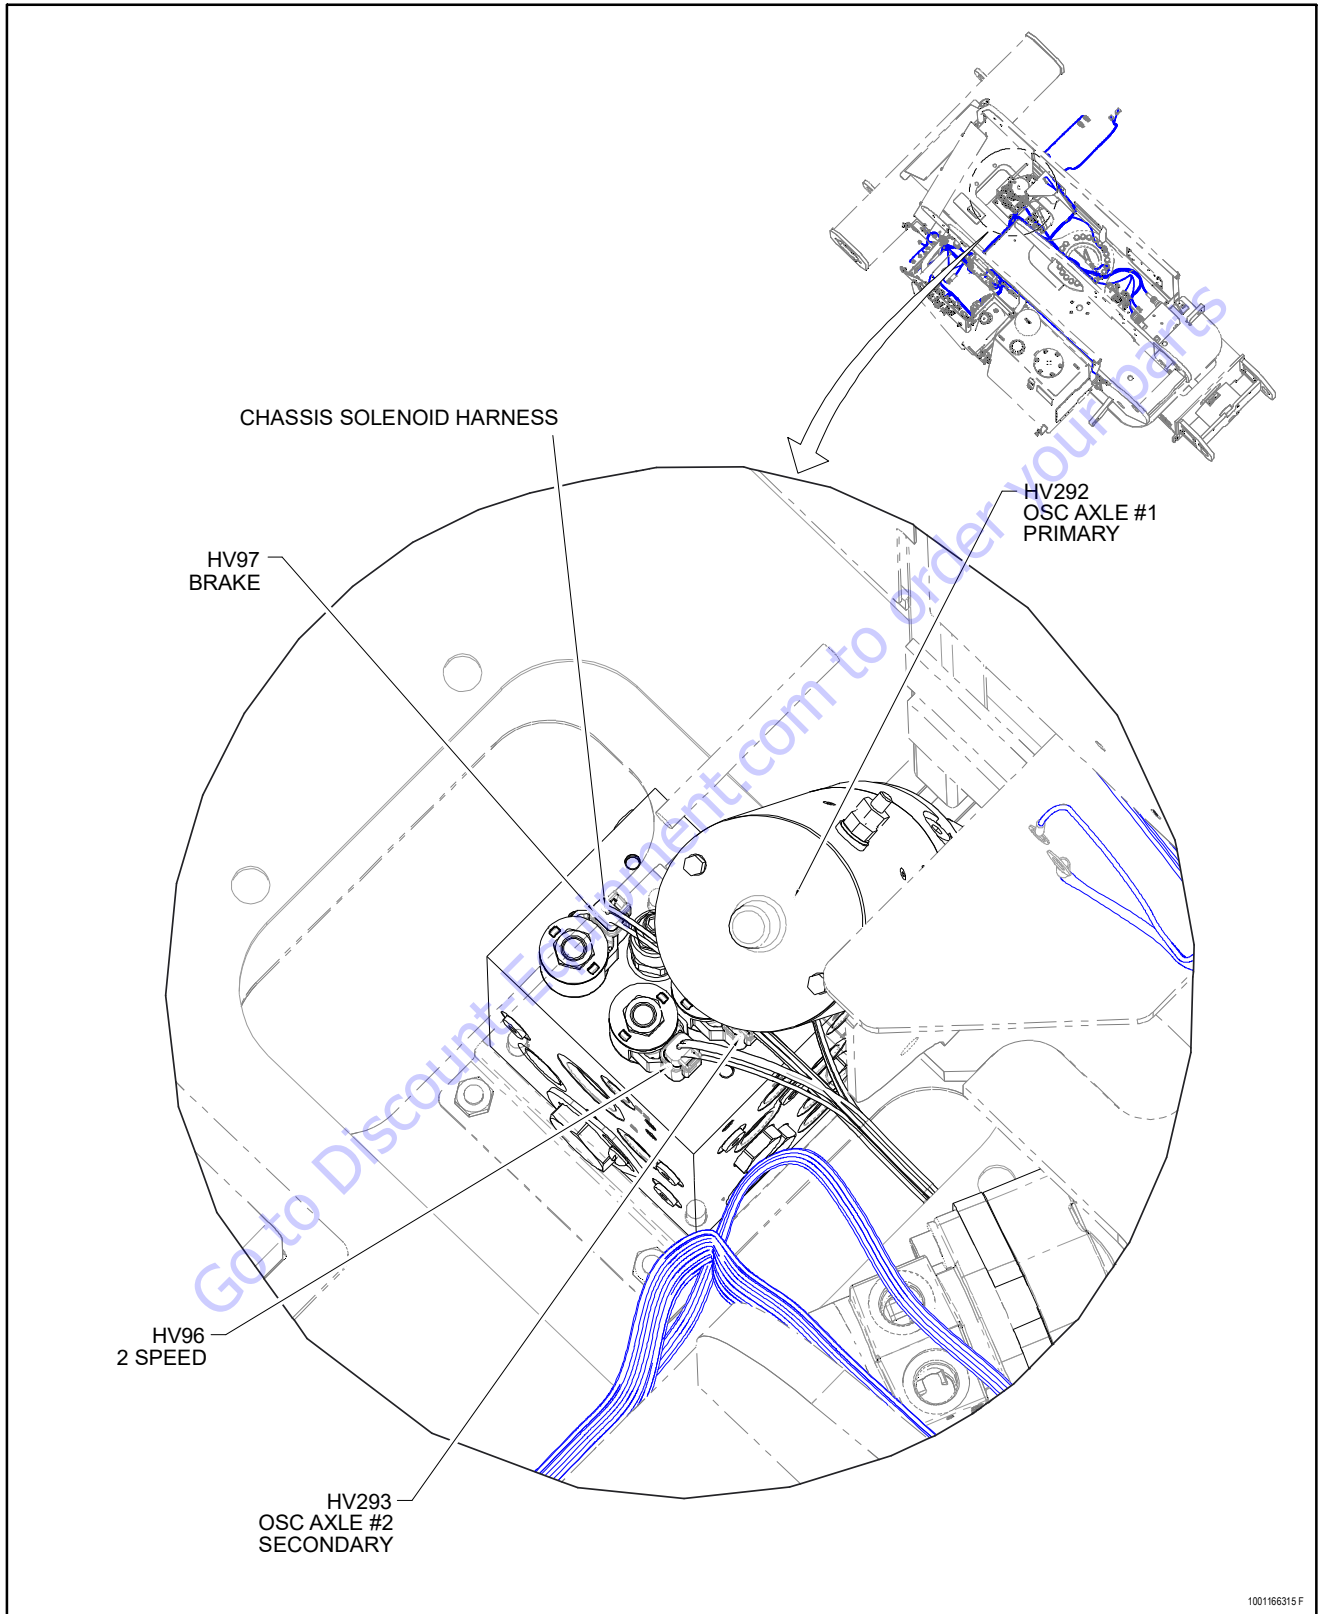 CHASSIS SOLENOID HARNESS
HV292
OSC AXLE #1
PRIMARY
HV97
BRAKE
Go to Discount-Equipment.com to order your parts
HV96
2 SPEED
HV293
OSC AXLE #2
SECONDARY
1001166315 F